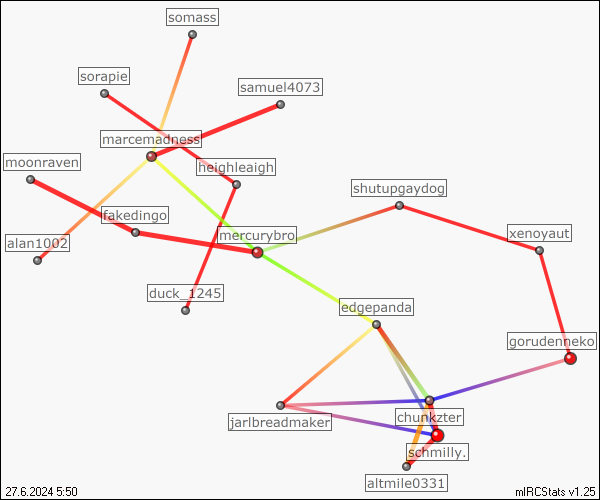 somass
sorapie
samuel4073
marcemadness
moonraven
heighleaigh
shutupgaydog
fakedingo
alan1002
mercurybro
xenoyaut
duck_1245
edgepanda
gorudenneko
jarlbreadmaker
chunkzter
schmilly.
altmile0331
27.6.2024 5:50
mIRCStats v1.25